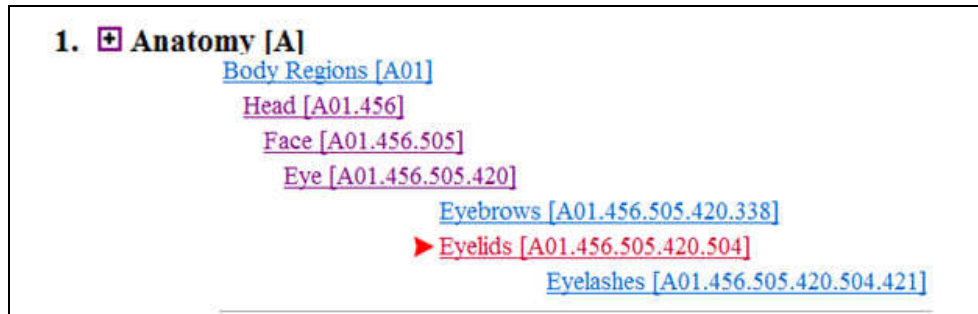 1. Anatomy [A]
Body Regions [A01]
Head [A01.456]
Face [A01.456.505]
Eye [A01.456.505.420]
Eyebrows [A01.456.505.420.338]
Eyelids [A01.456.505.420.504]
Eyelashes [A01.456.505.420.504.421]